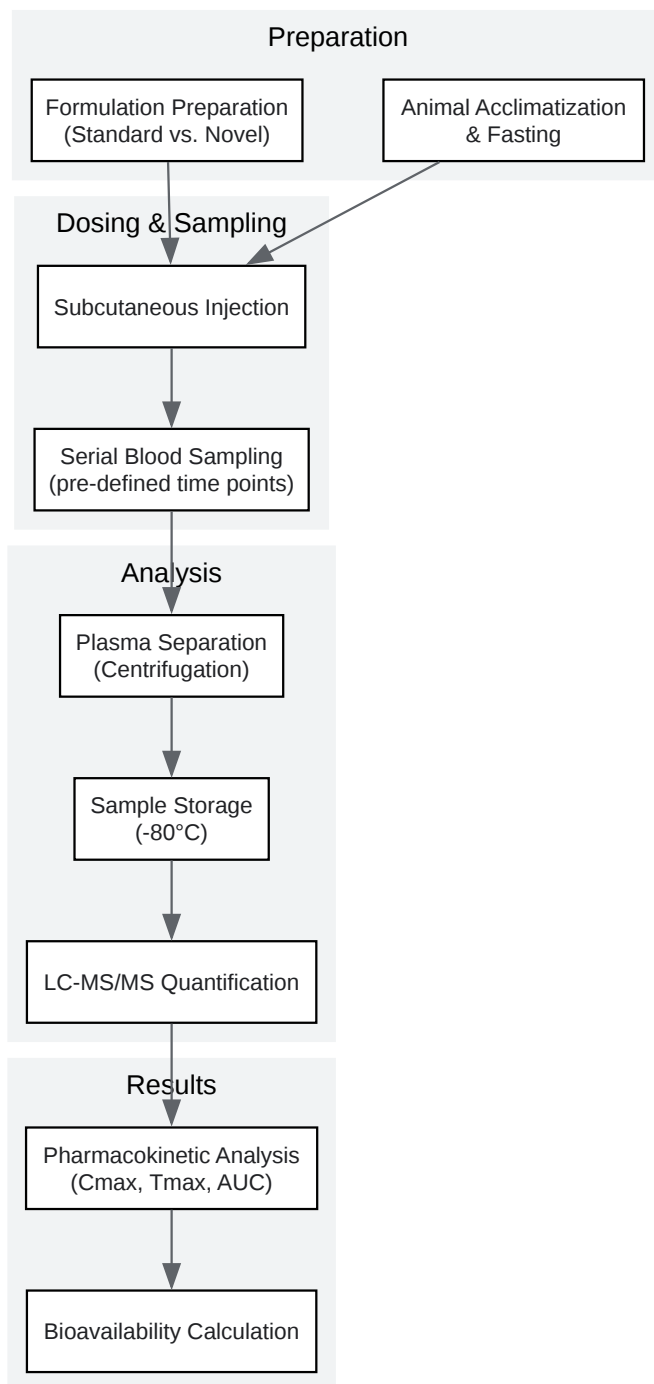 Preparation
Formulation Preparation
(Standard vs. Novel)
Animal Acclimatization
& Fasting
Dosing & Sampling
Subcutaneous Injection
Serial Blood Sampling
(pre-defined time points)
Analysis
Plasma Separation
(Centrifugation)
Sample Storage
(-80°C)
LC-MS/MS Quantification
Results
Pharmacokinetic Analysis
(Cmax, Tmax, AUC)
Bioavailability Calculation